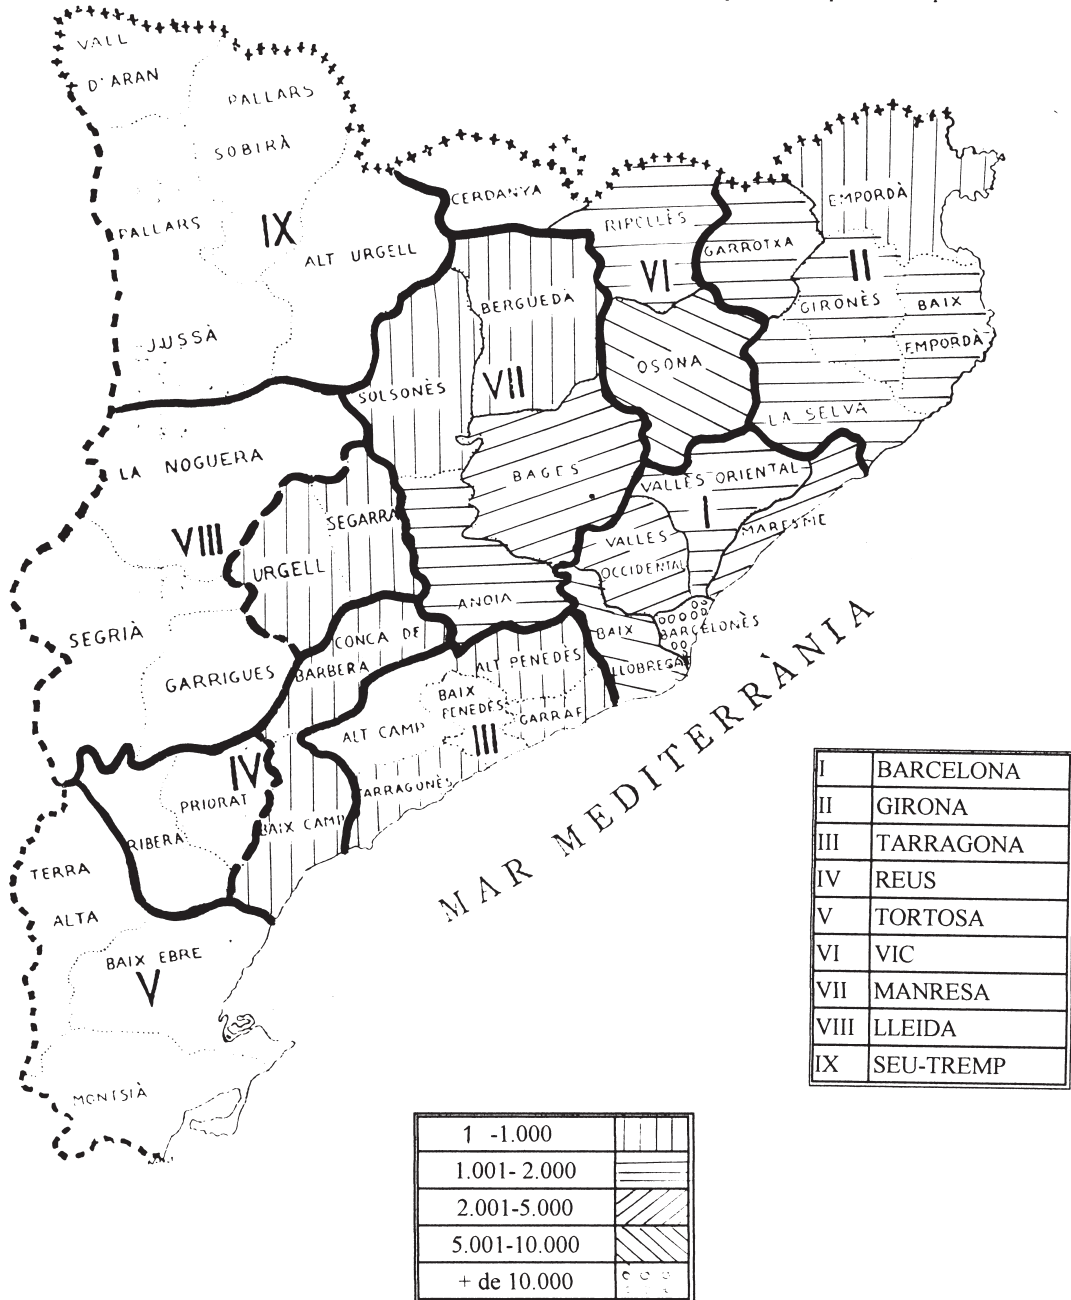 VALL
D'ARAN
PALLARS
SOBIRÀ
PALLARS
JUSSÀ
IX
ALT URGELL
CERDANYA
RIPOLLÈS
VI
GARROTXA
EMPORDÀ
II
GIRONÈS
BAIX
EMPORDÀ
LA SELVA
BERGUEDÀ
SOLSONÈS
VII
OSONA
BAGES
LA NOGUERA
SEGARRA
VIII
URGELL
SEGRIÀ
GARRIGUES
CONCA DE
BARBERA
ANOIA
VALLÈS ORIENTAL
I
MARESME
VALLES
OCCIDENTAL
BAIX
LLOBREGAT
BARCELONÈS
ALT PENEDÈS
BAIX
PENEDÈS
GARRAF
III
ALT CAMP
TARRAGONÈS
IV
PRIORAT
RIBERA
BAIX CAMP
TERRA
ALTA
BAIX EBRE
V
MONTSIÀ
MAR MEDITERRÀNIA
I BARCELONA
II GIRONA
III TARRAGONA
IV REUS
V TORTOSA
VI VIC
VII MANRESA
VIII LLEIDA
IX SEU-TREMP
1 -1.000
1.001- 2.000
2.001-5.000
5.001-10.000
+ de 10.000